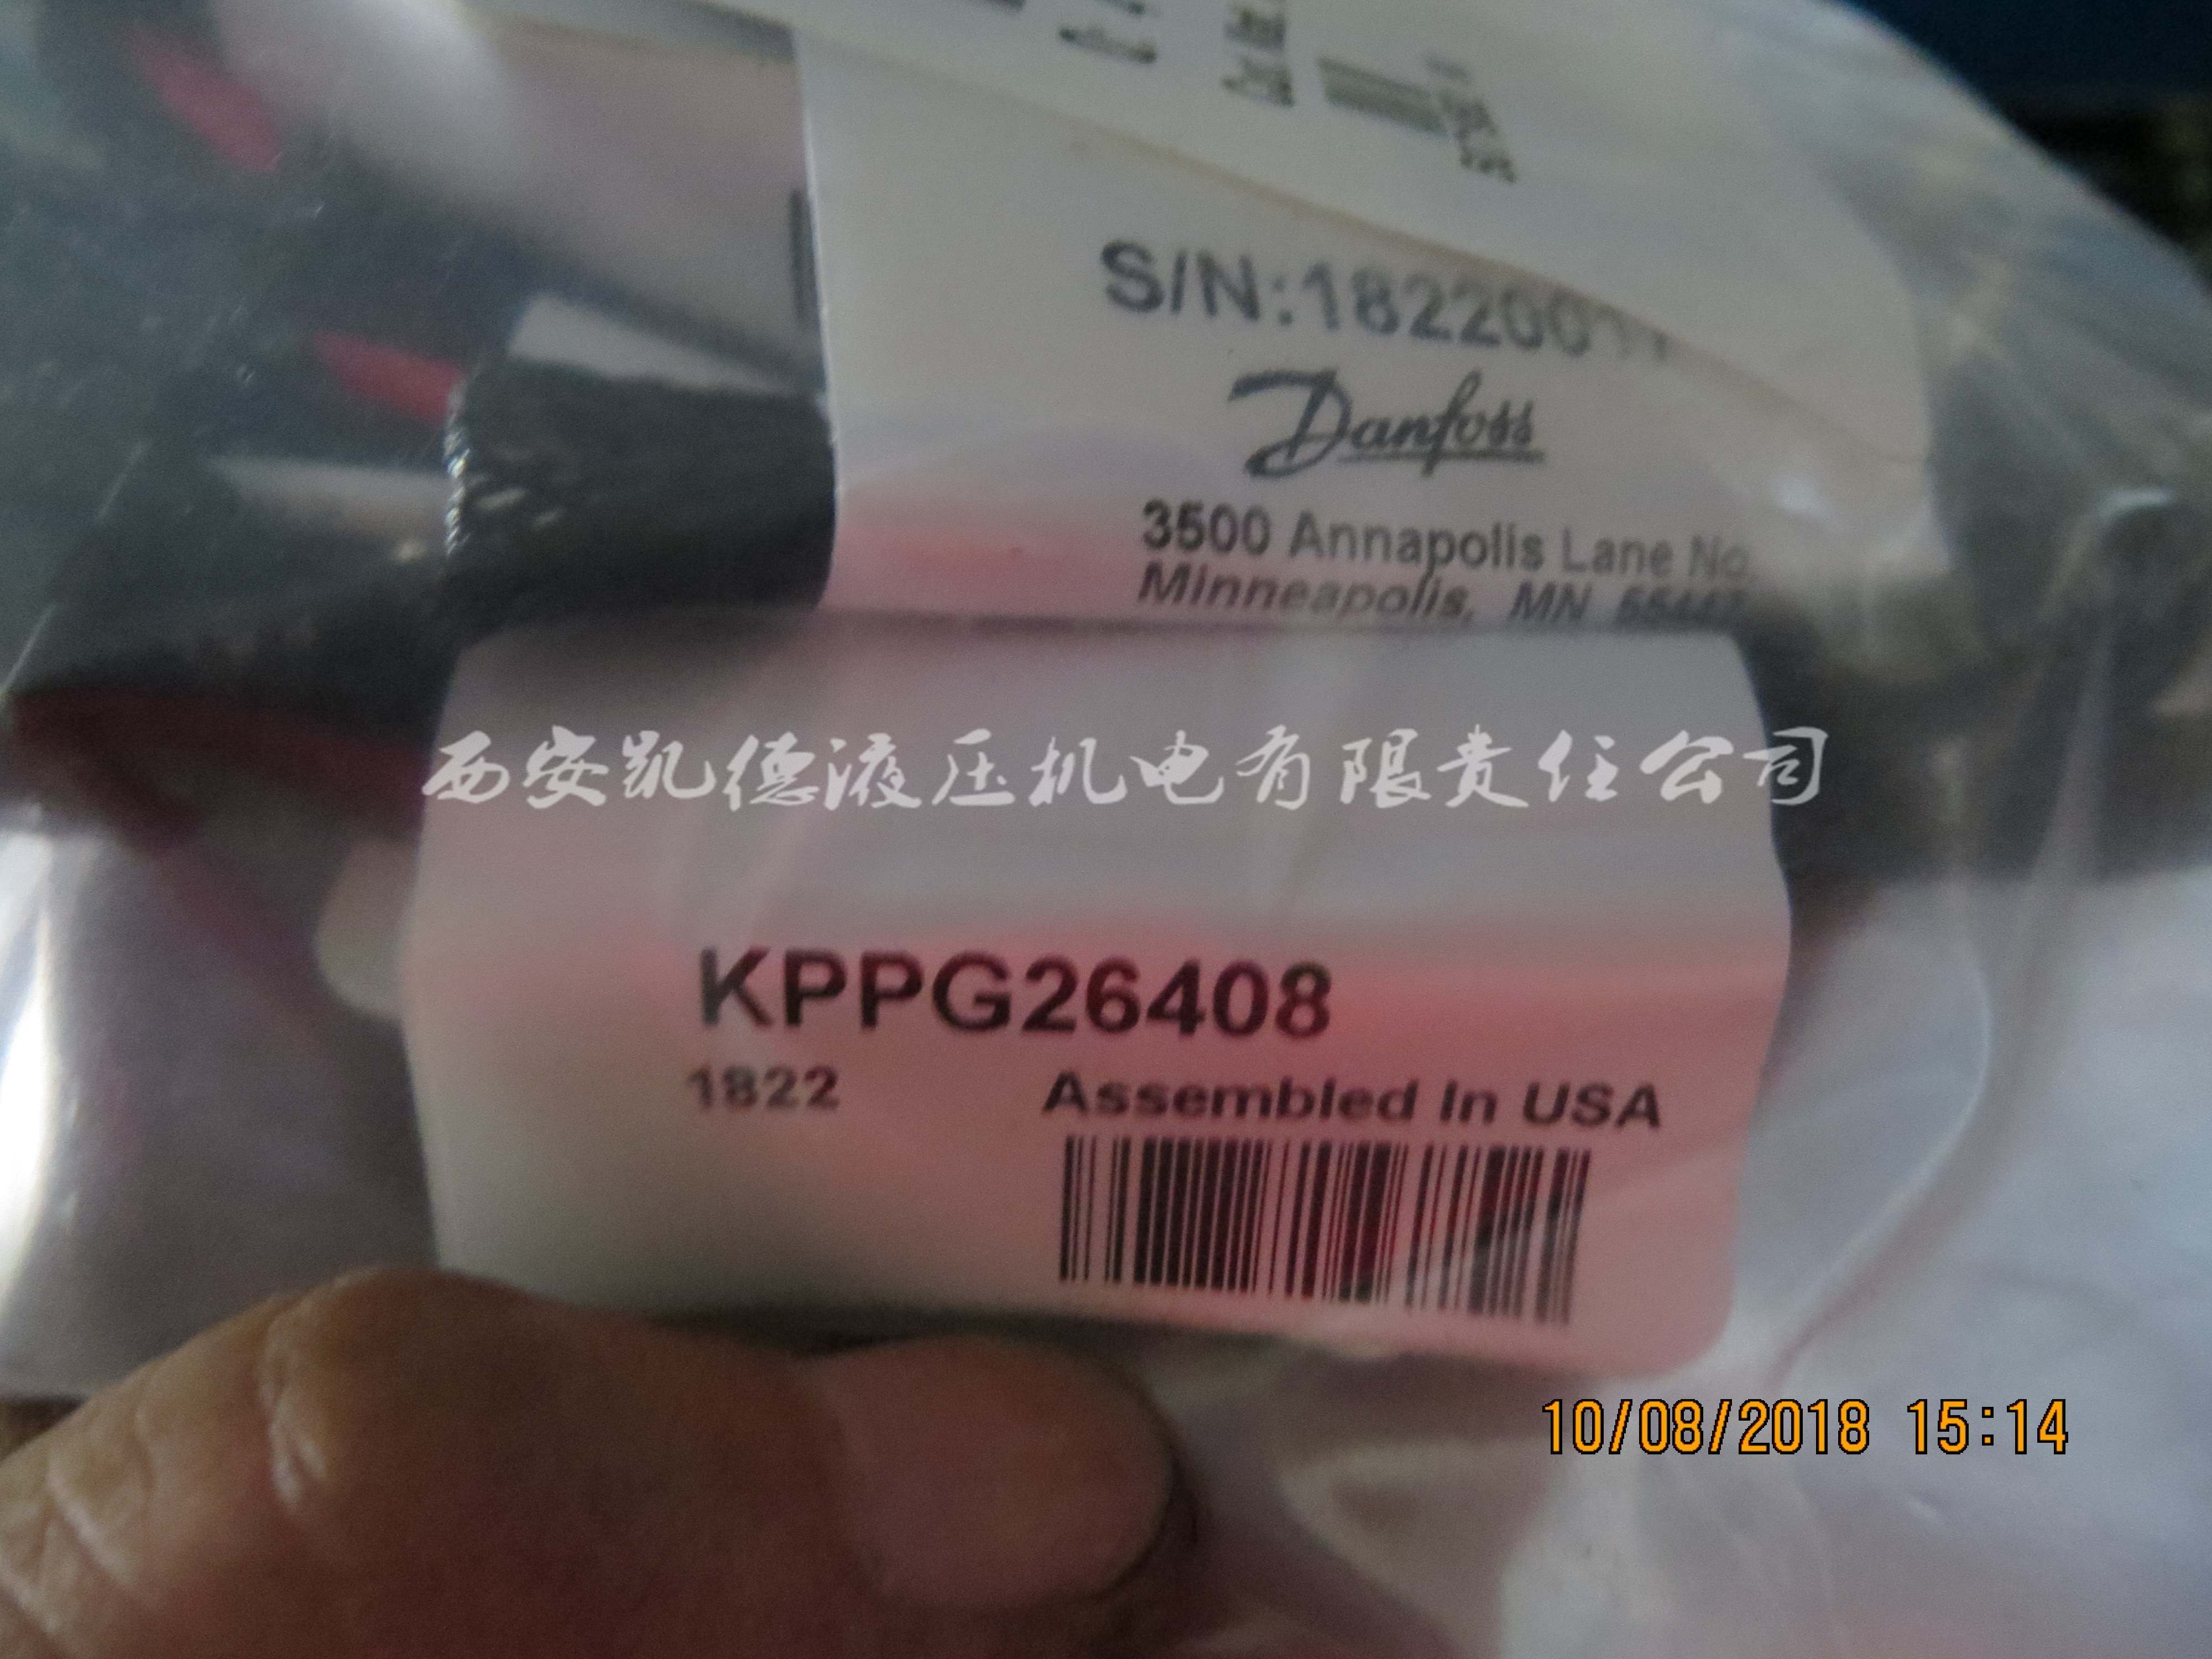 Danfoss
3500 Annapolis Lane No.
Minneapolis, MN 55447
西安凯德液压机电有限责任公司
KPPG26408
1822 Assembled In USA
10/08/2018 15:14